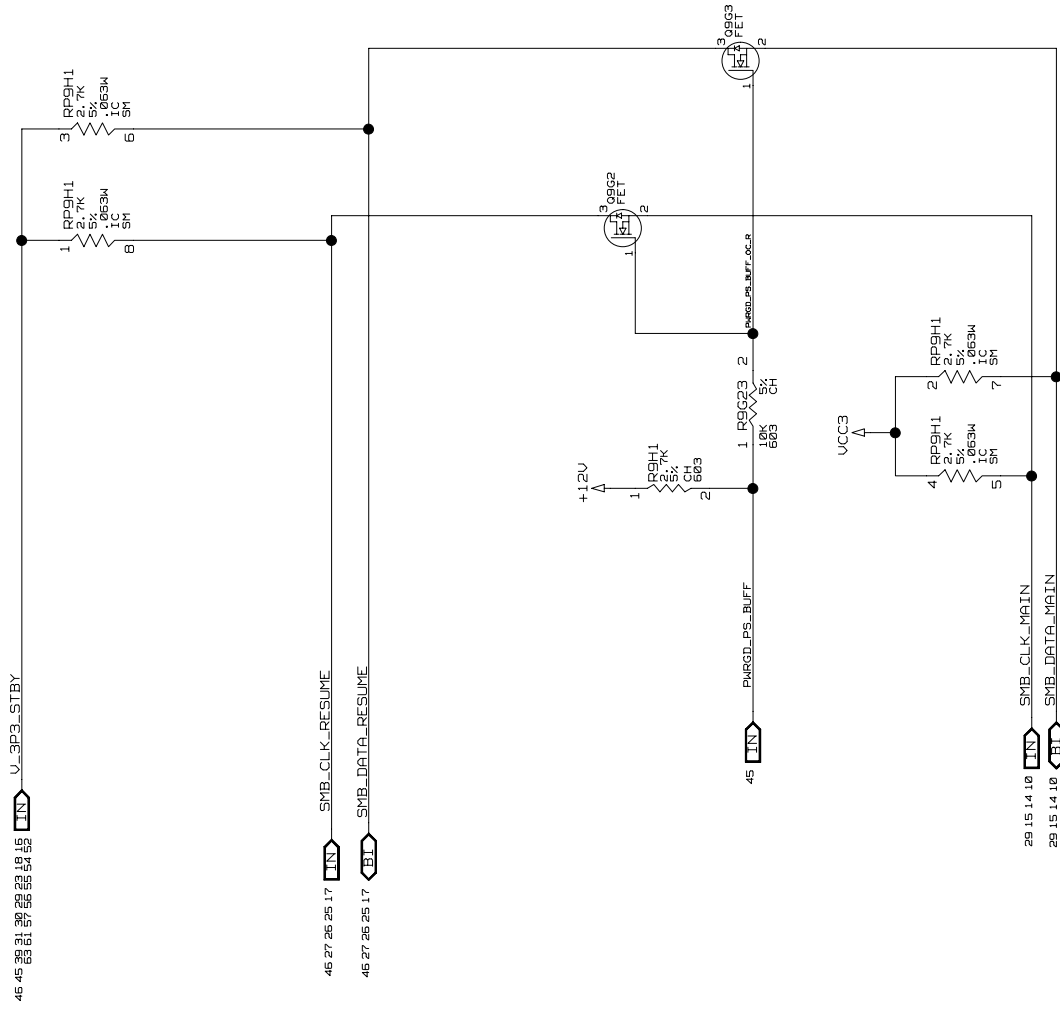 46 45 39 31 30 29 23 18 16
63 61 57 56 55 54 52
IN
V_3P3_STBY
1
RP9H1
2.7K
5%
.063W
IC
SM
8
3
RP9H1
2.7K
5%
.063W
IC
SM
6
46 27 26 25 17
IN
SMB_CLK_RESUME
46 27 26 25 17
BI
SMB_DATA_RESUME
3
Q9G2
FET
2
1
3
Q9G3
FET
2
1
+12V
1
R9H1
2.7K
5%
CH
603
2
45
IN
PWRGD_PS_BUFF
1
R9G23
2
10K
603
5%
CH
PWRGD_PS_BUFF_OC_R
VCC3
4
RP9H1
2.7K
5%
.063W
IC
SM
5
2
RP9H1
2.7K
5%
.063W
IC
SM
7
29 15 14 10
IN
SMB_CLK_MAIN
29 15 14 10
BI
SMB_DATA_MAIN